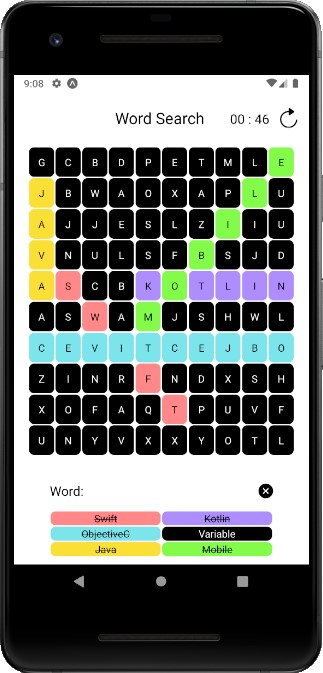 9:08
Word Search 00 : 46
G C B D P E T M L E
J B W A O X A P L U
A J J E S L Z I I U
V N U L S F B S J D
A S C B K O T L I N
A S W A M J S H W L
C E V I T C E J B O
Z I N R F N D X S H
X O F A Q T P U V F
U N Y V X X Y O T L
Word:
Swift Kotlin
ObjectiveC Variable
Java Mobile